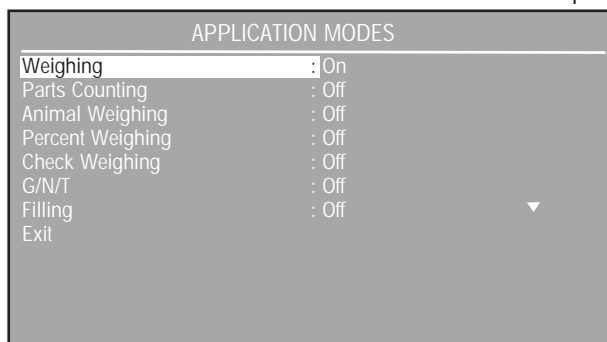 APPLICATION MODES
Weighing : On
Parts Counting : Off
Animal Weighing : Off
Percent Weighing : Off
Check Weighing : Off
G/N/T : Off
Filling : Off ▼
Exit